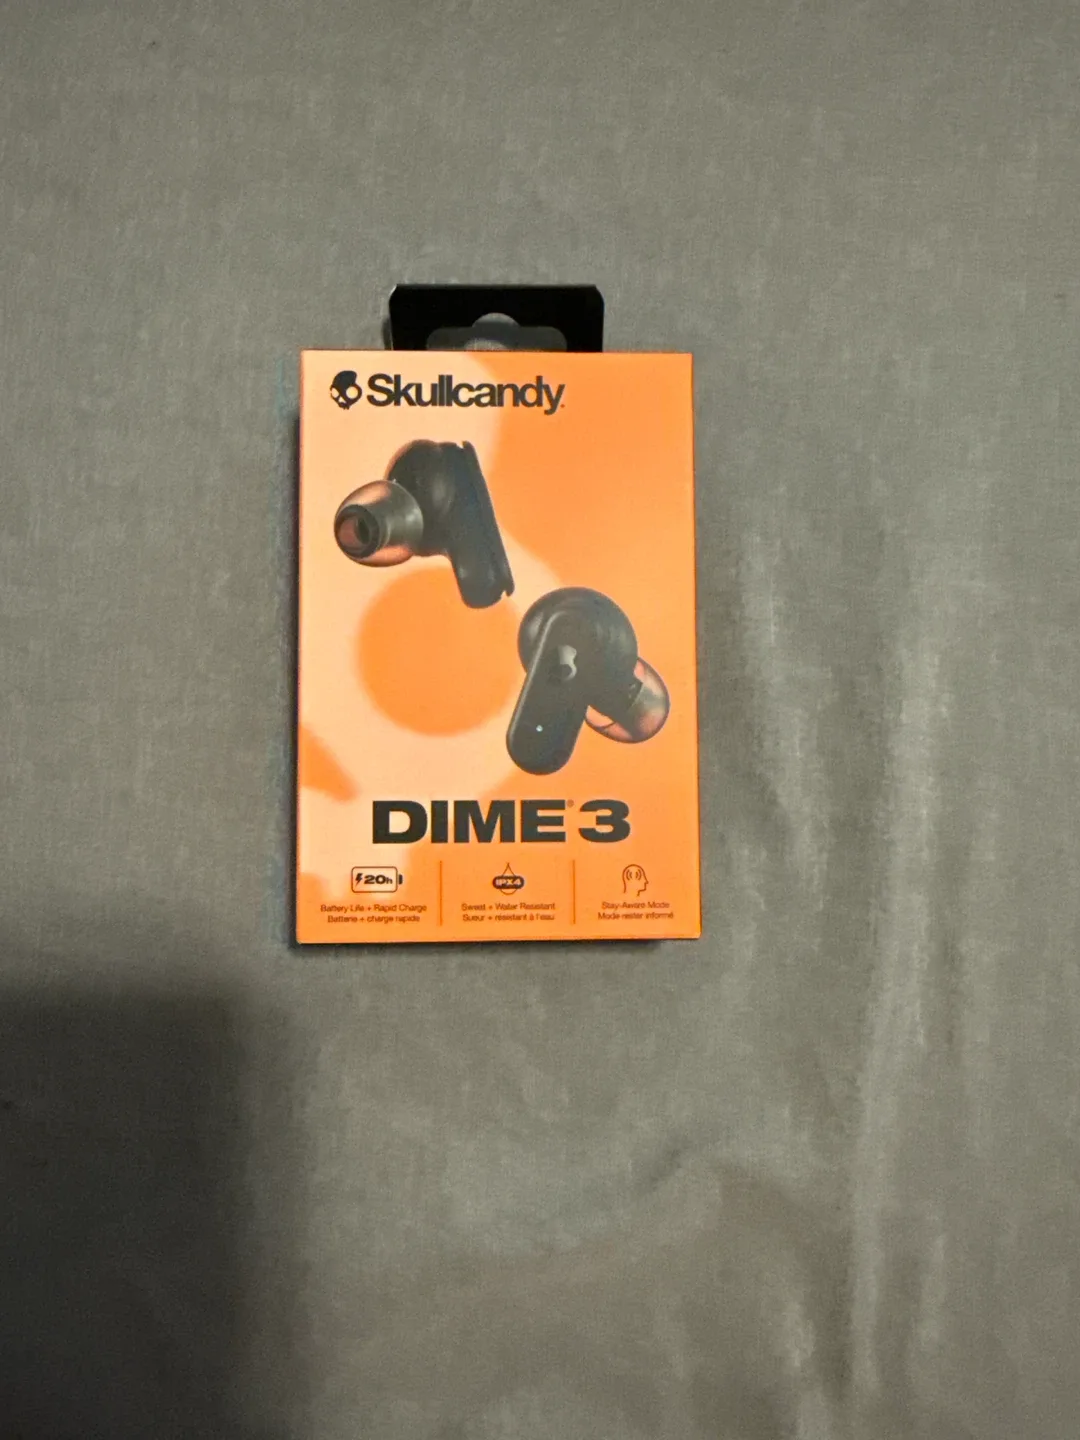 Skullcandy
DIME® 3
20h
IPX4
Battery Life + Rapid Charge
Batterie + charge rapide
Sweat + Water Resistant
Sueur + résistant à l'eau
Stay-Aware Mode
Mode rester informé